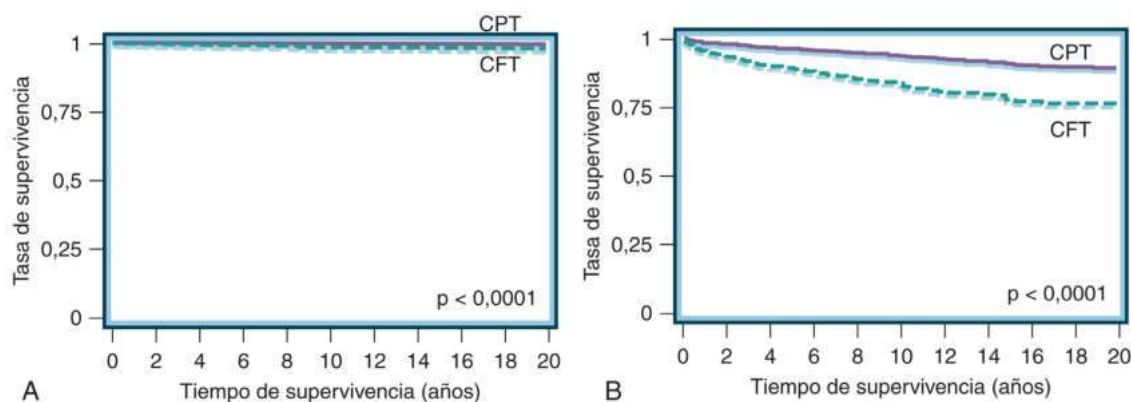 CPT
1
CFT
0,75
0,5
0,25
0
p < 0,0001
Tasa de supervivencia
0 2 4 6 8 10 12 14 16 18 20
Tiempo de supervivencia (años)
A
1
CPT
0,75
CFT
0,5
0,25
0
p < 0,0001
Tasa de supervivencia
0 2 4 6 8 10 12 14 16 18 20
Tiempo de supervivencia (años)
B